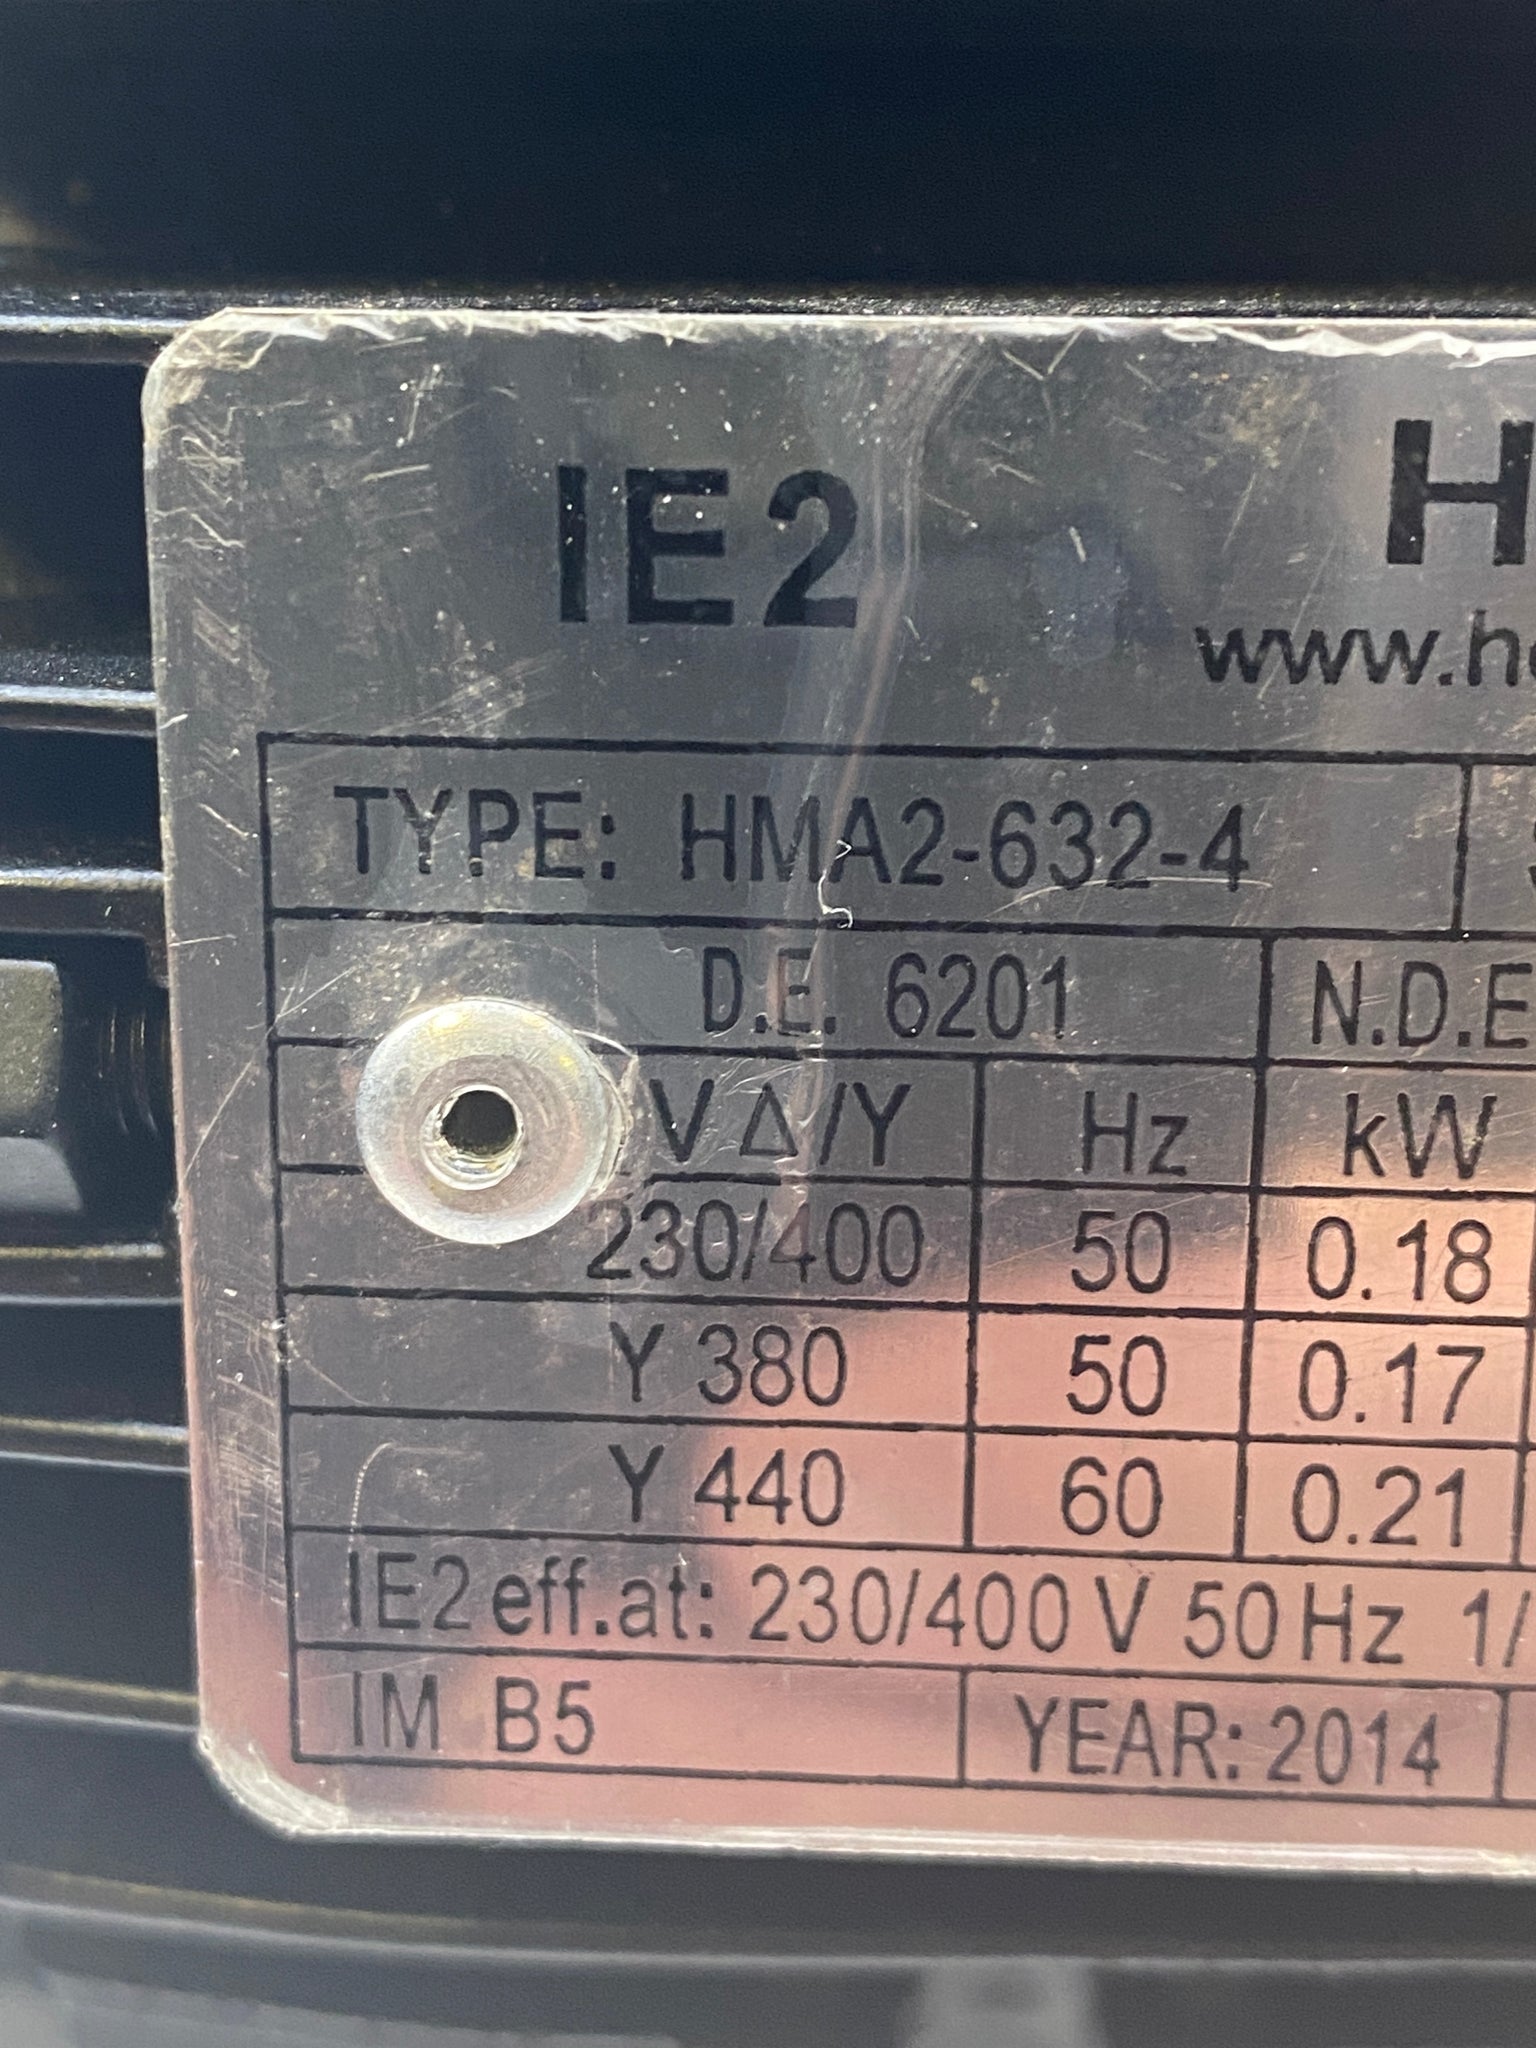 IE2 H
www.h
TYPE: HMA2-632-4
D.E. 6201 N.D.E
V Δ/Y Hz kW
230/400 50 0.18
Y 380 50 0.17
Y 440 60 0.21
IE2 eff.at: 230/400 V 50 Hz 1/
IM B5 YEAR: 2014